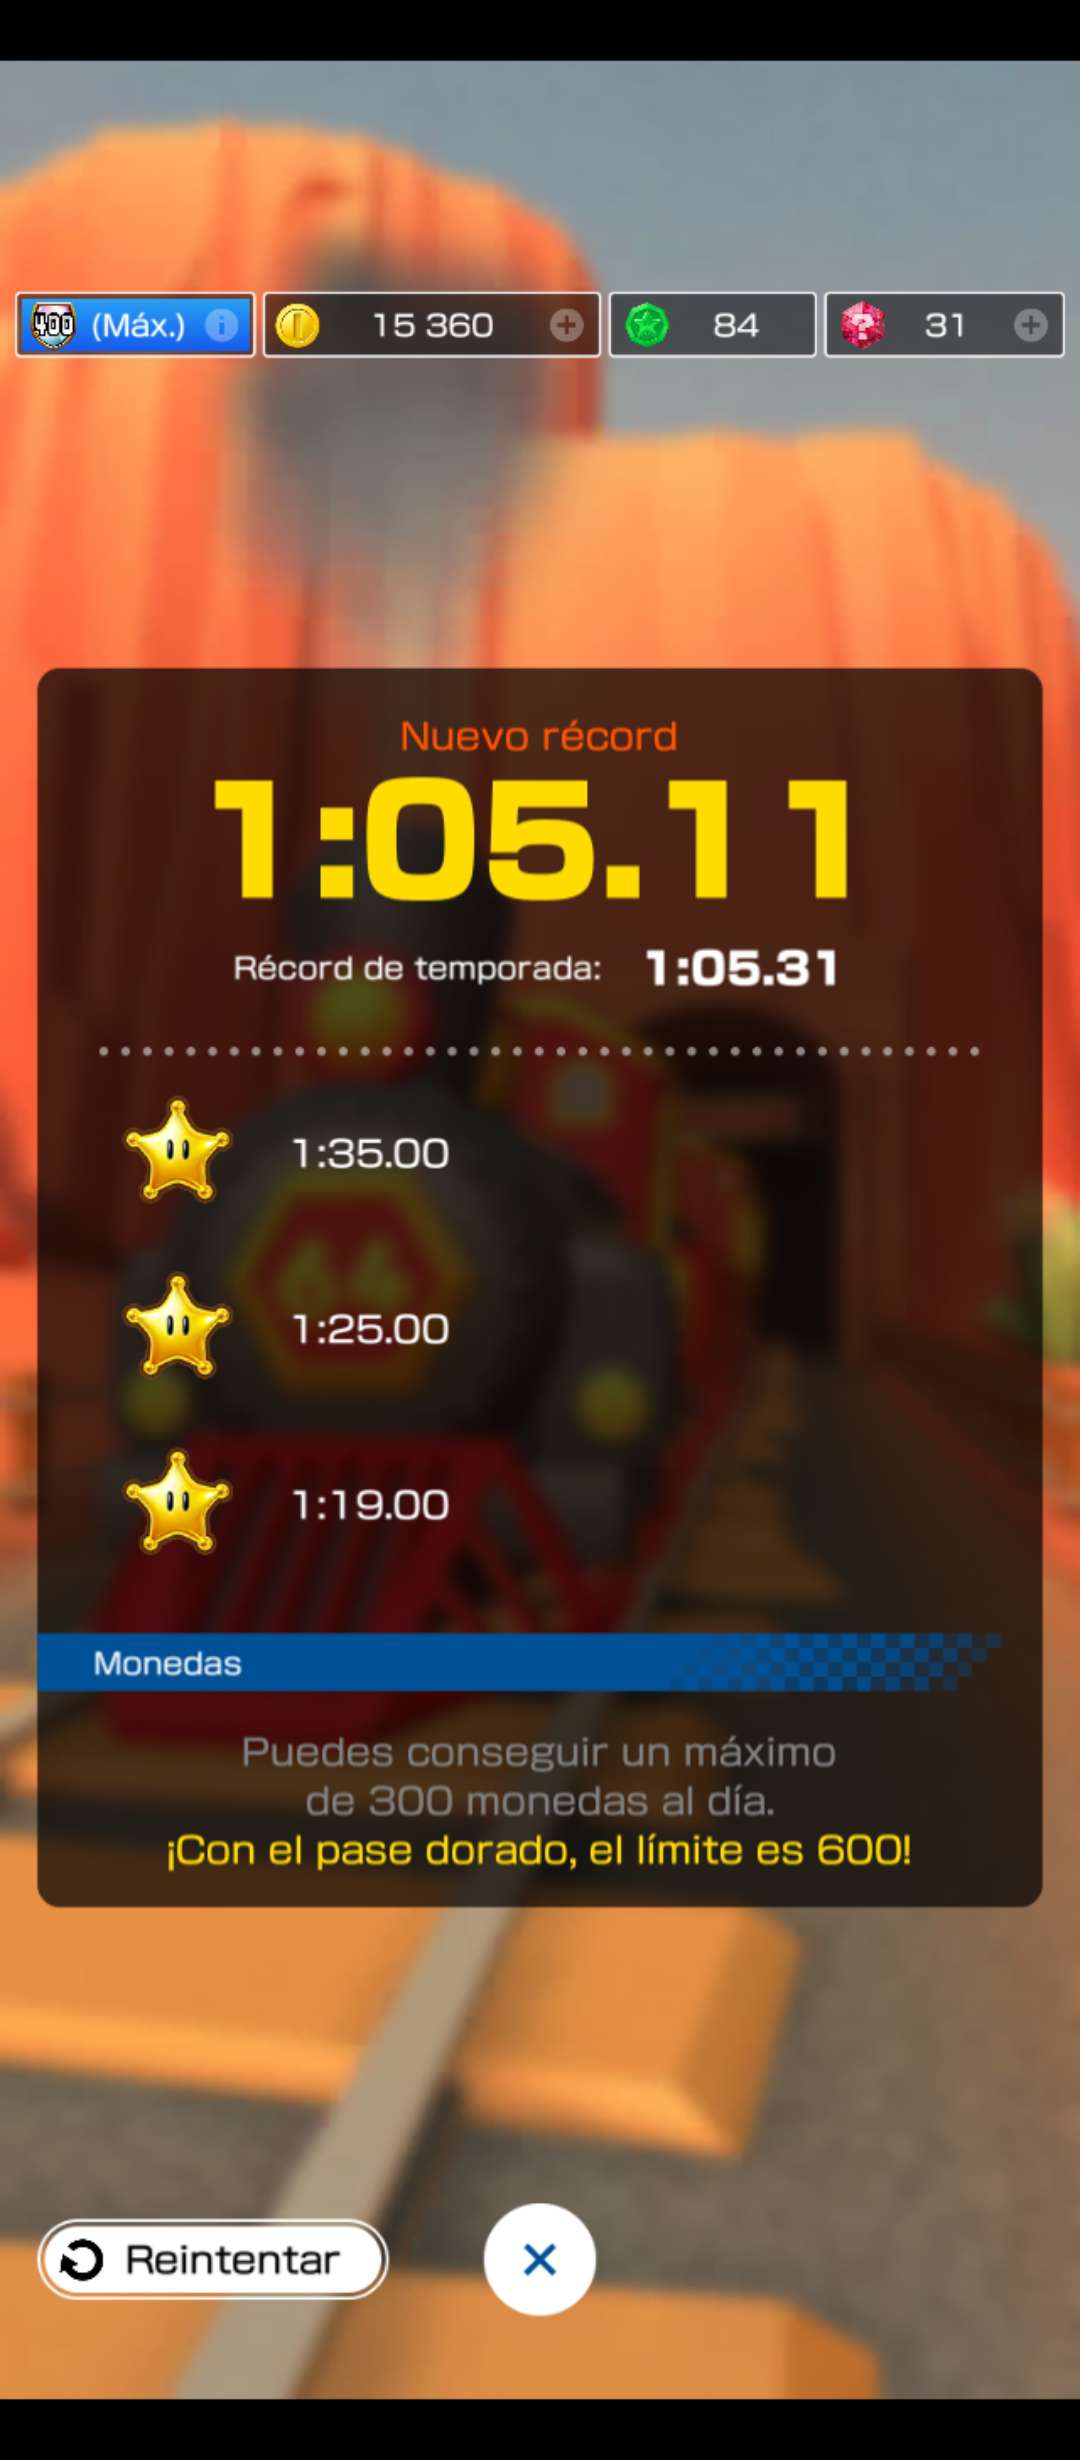 400 (Máx.) i 15 360 + 84 ? 31 +
Nuevo récord
1:05.11
Récord de temporada: 1:05.31
1:35.00
1:25.00
1:19.00
Monedas
Puedes conseguir un máximo
de 300 monedas al día.
¡Con el pase dorado, el límite es 600!
Reintentar ×